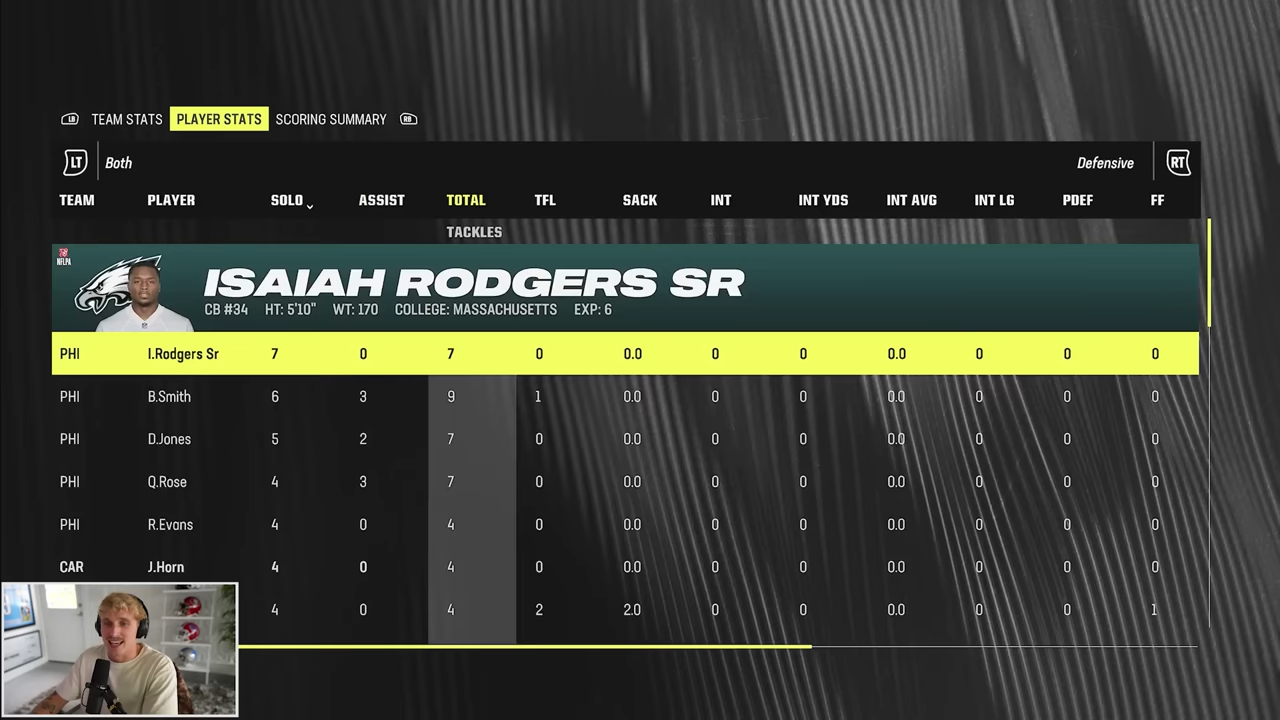 LB TEAM STATS PLAYER STATS SCORING SUMMARY RB
LT Both Defensive RT
TEAM PLAYER SOLO ASSIST TOTAL TFL SACK INT INT YDS INT AVG INT LG PDEF FF
TACKLES
NFLPA
ISAIAH RODGERS SR
CB #34 HT: 5'10" WT: 170 COLLEGE: MASSACHUSETTS EXP: 6
PHI I.Rodgers Sr 7 0 7 0 0.0 0 0 0.0 0 0 0
PHI B.Smith 6 3 9 1 0.0 0 0 0.0 0 0 0
PHI D.Jones 5 2 7 0 0.0 0 0 0.0 0 0 0
PHI Q.Rose 4 3 7 0 0.0 0 0 0.0 0 0 0
PHI R.Evans 4 0 4 0 0.0 0 0 0.0 0 0 0
CAR J.Horn 4 0 4 0 0.0 0 0 0.0 0 0 0
4 0 4 2 2.0 0 0 0.0 0 0 1